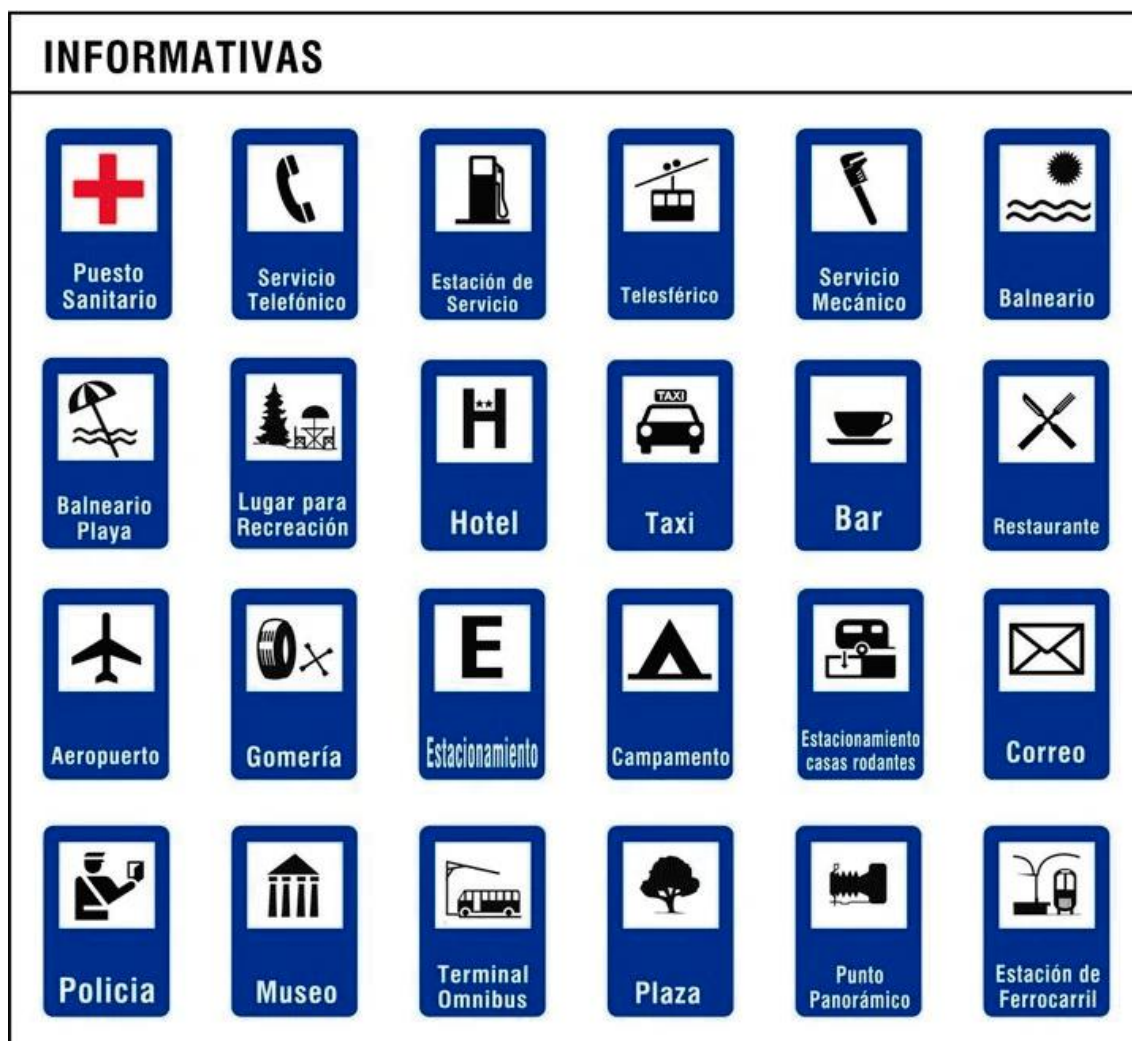 INFORMATIVAS
Puesto
Sanitario
Servicio
Telefónico
Estación de
Servicio
Telesférico
Servicio
Mecánico
Balneario
Balneario
Playa
Lugar para
Recreación
H
Hotel
TAXI
Taxi
Bar
Restaurante
Aeropuerto
Gomería
E
Estacionamiento
Campamento
Estacionamiento
casas rodantes
Correo
Policia
Museo
Terminal
Omnibus
Plaza
Punto
Panorámico
Estación de
Ferrocarril